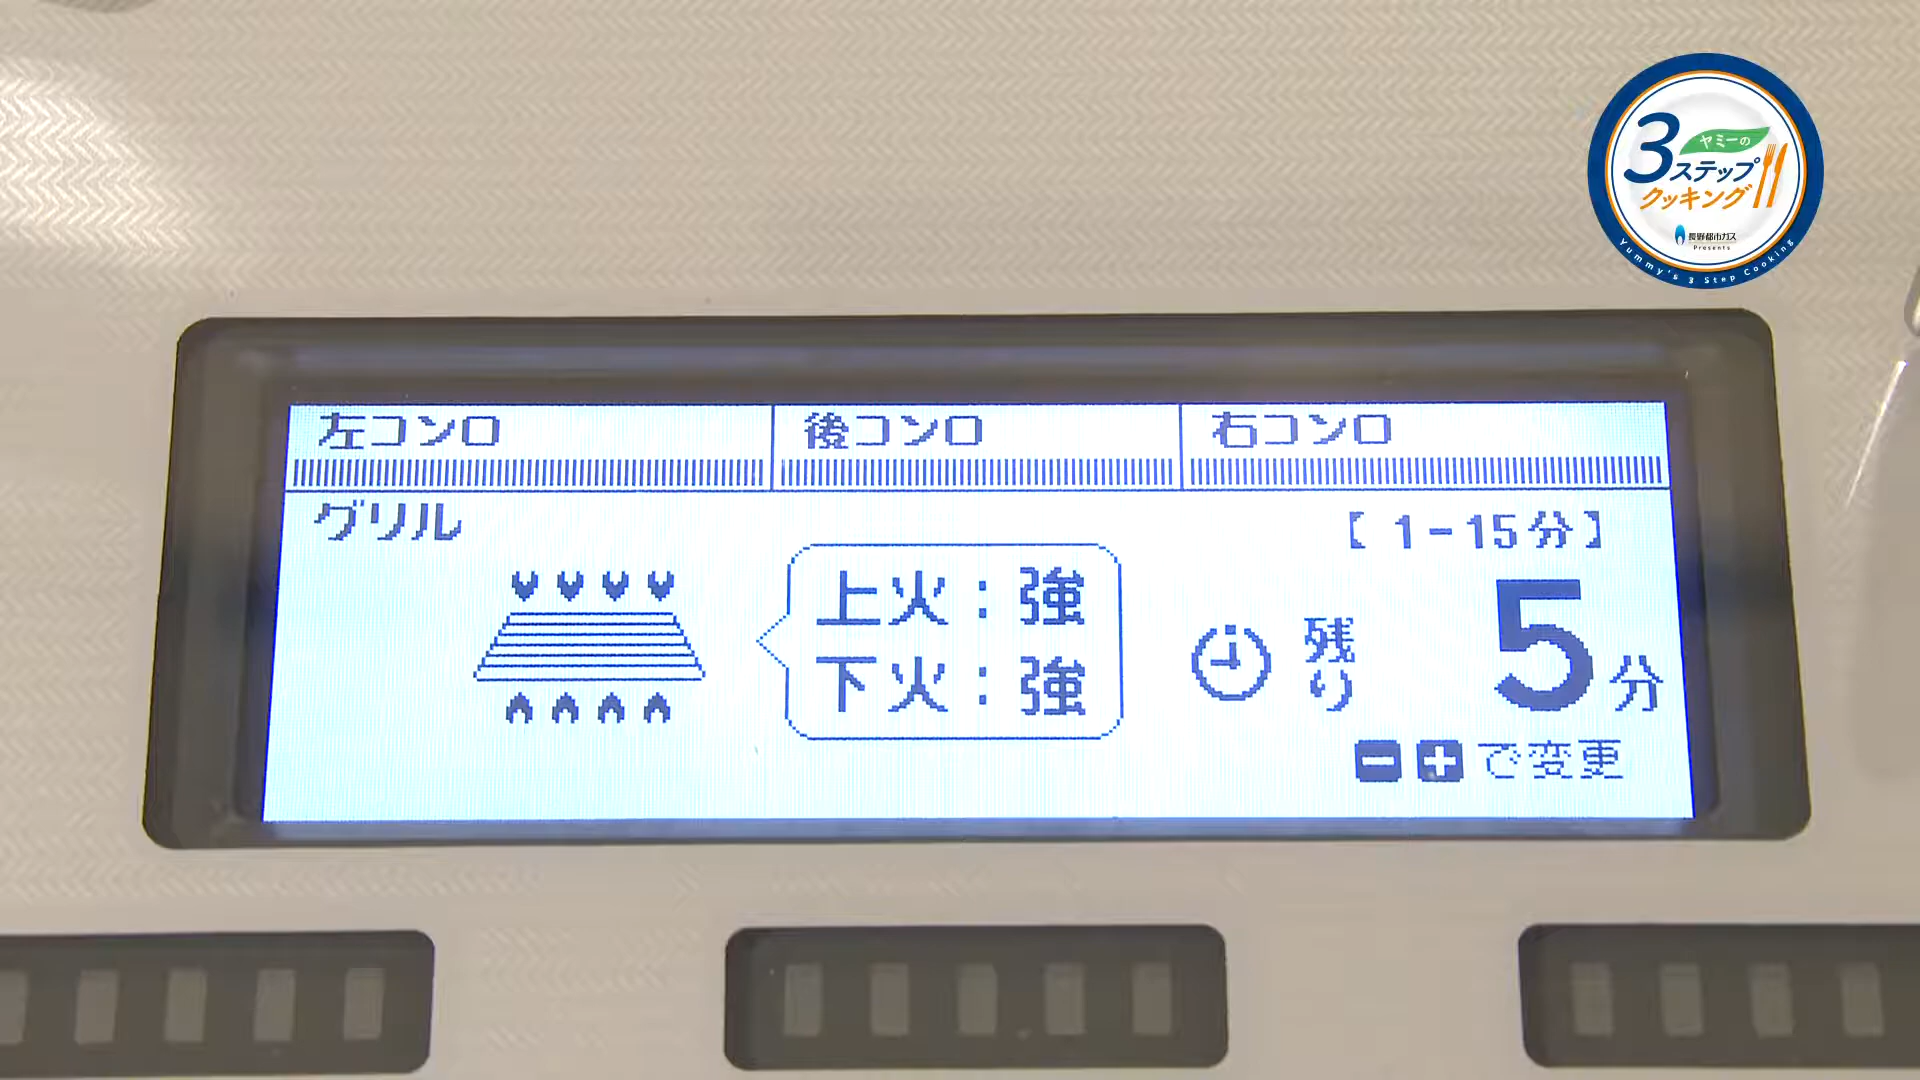 ヤミーの
3ステップ
クッキング
長野都市ガス
Presents
Yummy's 3 Step Cooking
左コンロ 後コンロ 右コンロ
グリル
【1-15分】
上火:強
下火:強
残り 5分
- + で変更